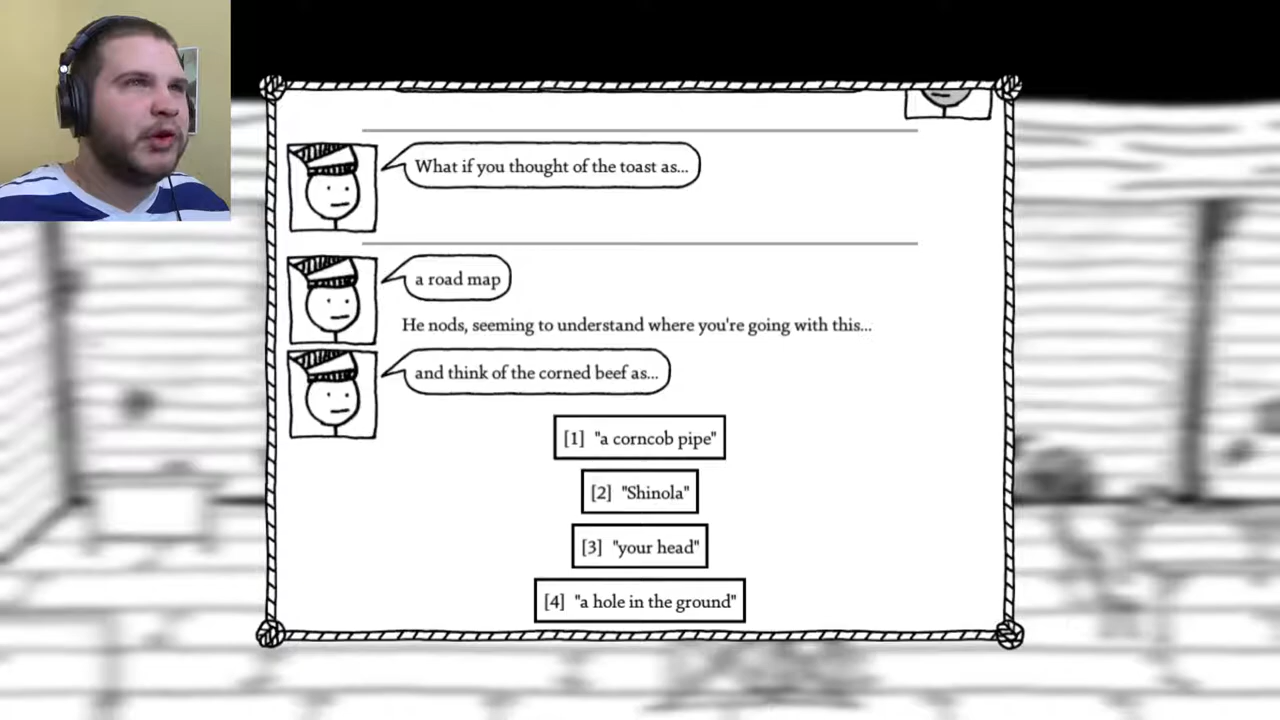 What if you thought of the toast as...
a road map
He nods, seeming to understand where you're going with this...
and think of the corned beef as...
[1] "a corncob pipe"
[2] "Shinola"
[3] "your head"
[4] "a hole in the ground"